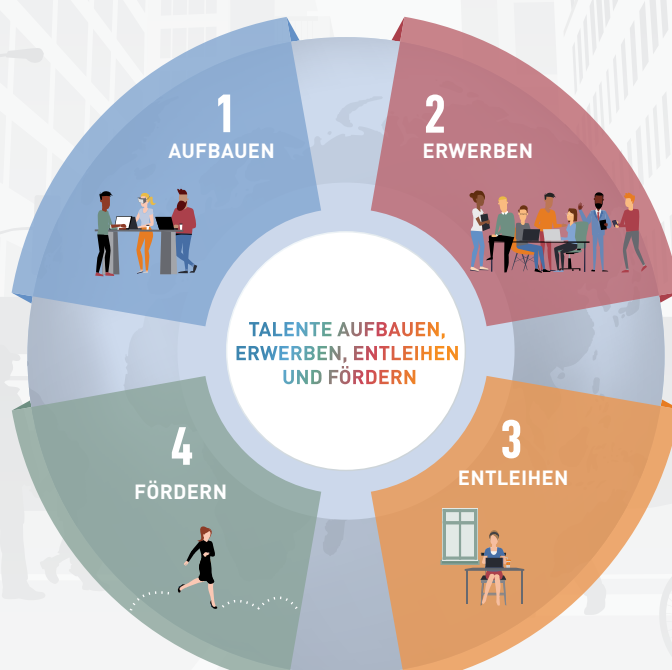 1
AUFBAUEN
2
ERWERBEN
TALENTE AUFBAUEN,
ERWERBEN, ENTLEIHEN
UND FÖRDERN
3
ENTLEIHEN
4
FÖRDERN